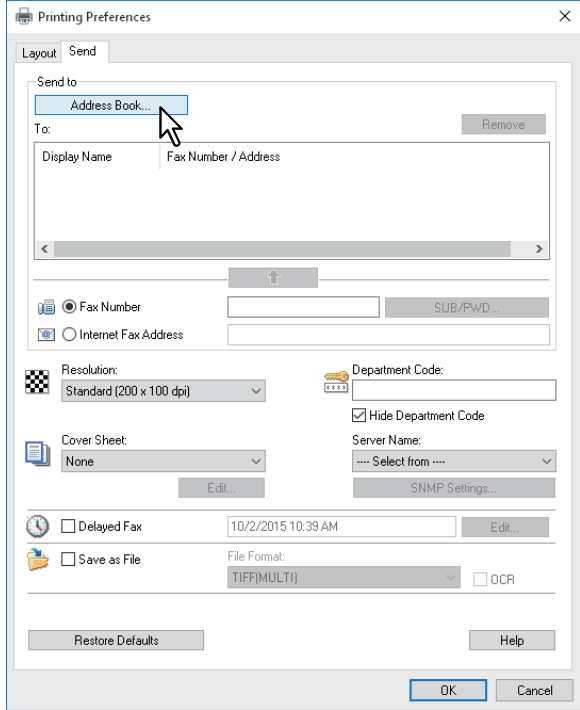 Printing Preferences
Layout Send
Send to
Address Book...
To: Remove
Display Name Fax Number / Address
Fax Number SUB/PWD...
Internet Fax Address
Resolution: Department Code:
Standard (200 x 100 dpi)
Hide Department Code
Cover Sheet: Server Name:
None ---- Select from ----
Edit... SNMP Settings...
Delayed Fax 10/2/2015 10:39 AM Edit...
Save as File File Format:
TIFF(MULTI) OCR
Restore Defaults Help
OK Cancel